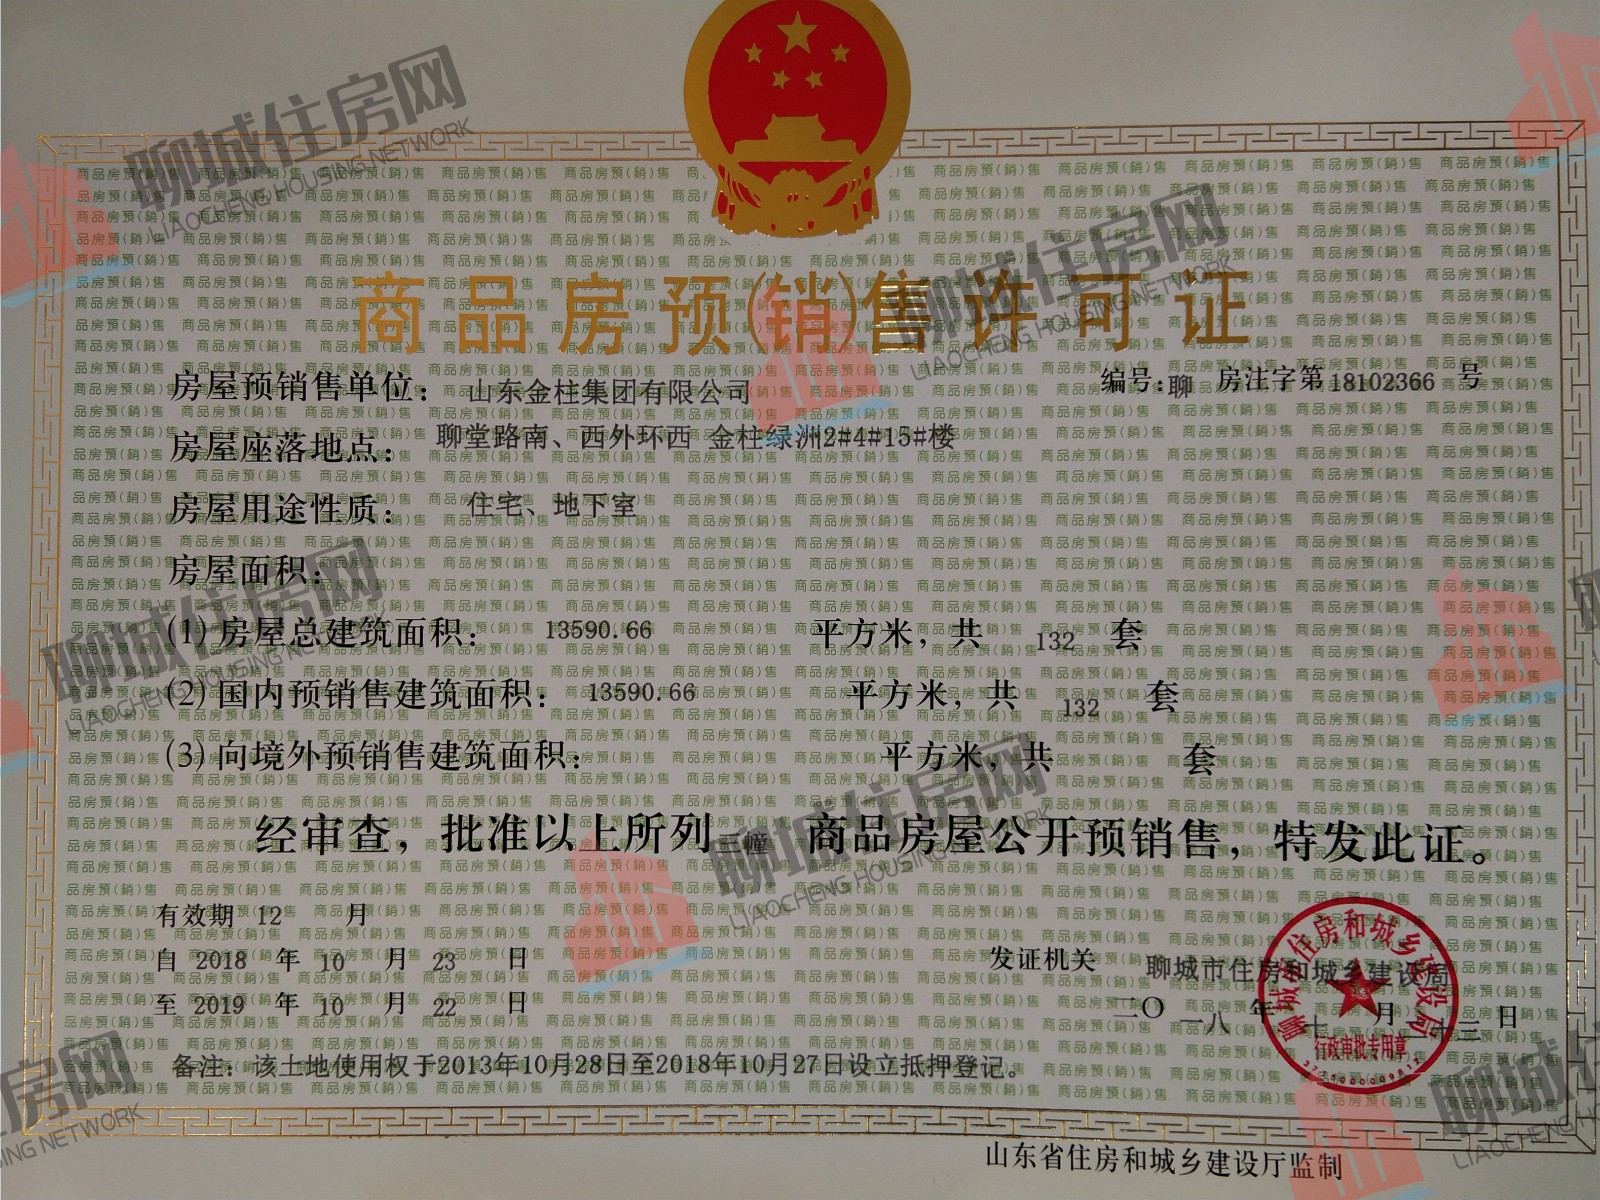 商品房预(销)售许可证
房屋预销售单位：山东金柱集团有限公司 编号：聊 房注字第18102366 号
房屋座落地点：聊堂路南、西外环西 金柱绿洲2#4#15#楼
房屋用途性质：住宅、地下室
房屋面积：
(1)房屋总建筑面积：13590.66 平方米，共 132 套
(2)国内预销售建筑面积：13590.66 平方米，共 132 套
(3)向境外预销售建筑面积： 平方米，共 套
经审查，批准以上所列三幢 商品房屋公开预销售，特发此证。
有效期 12 月
自 2018 年 10 月 23 日
至 2019 年 10 月 22 日
发证机关 聊城市住房和城乡建设局
二〇一八 年 十 月 二十三 日
行政审批专用章
备注：该土地使用权于2013年10月28日至2018年10月27日设立抵押登记。
山东省住房和城乡建设厅监制
聊城住房网
LIAOCHENG HOUSING NETWORK